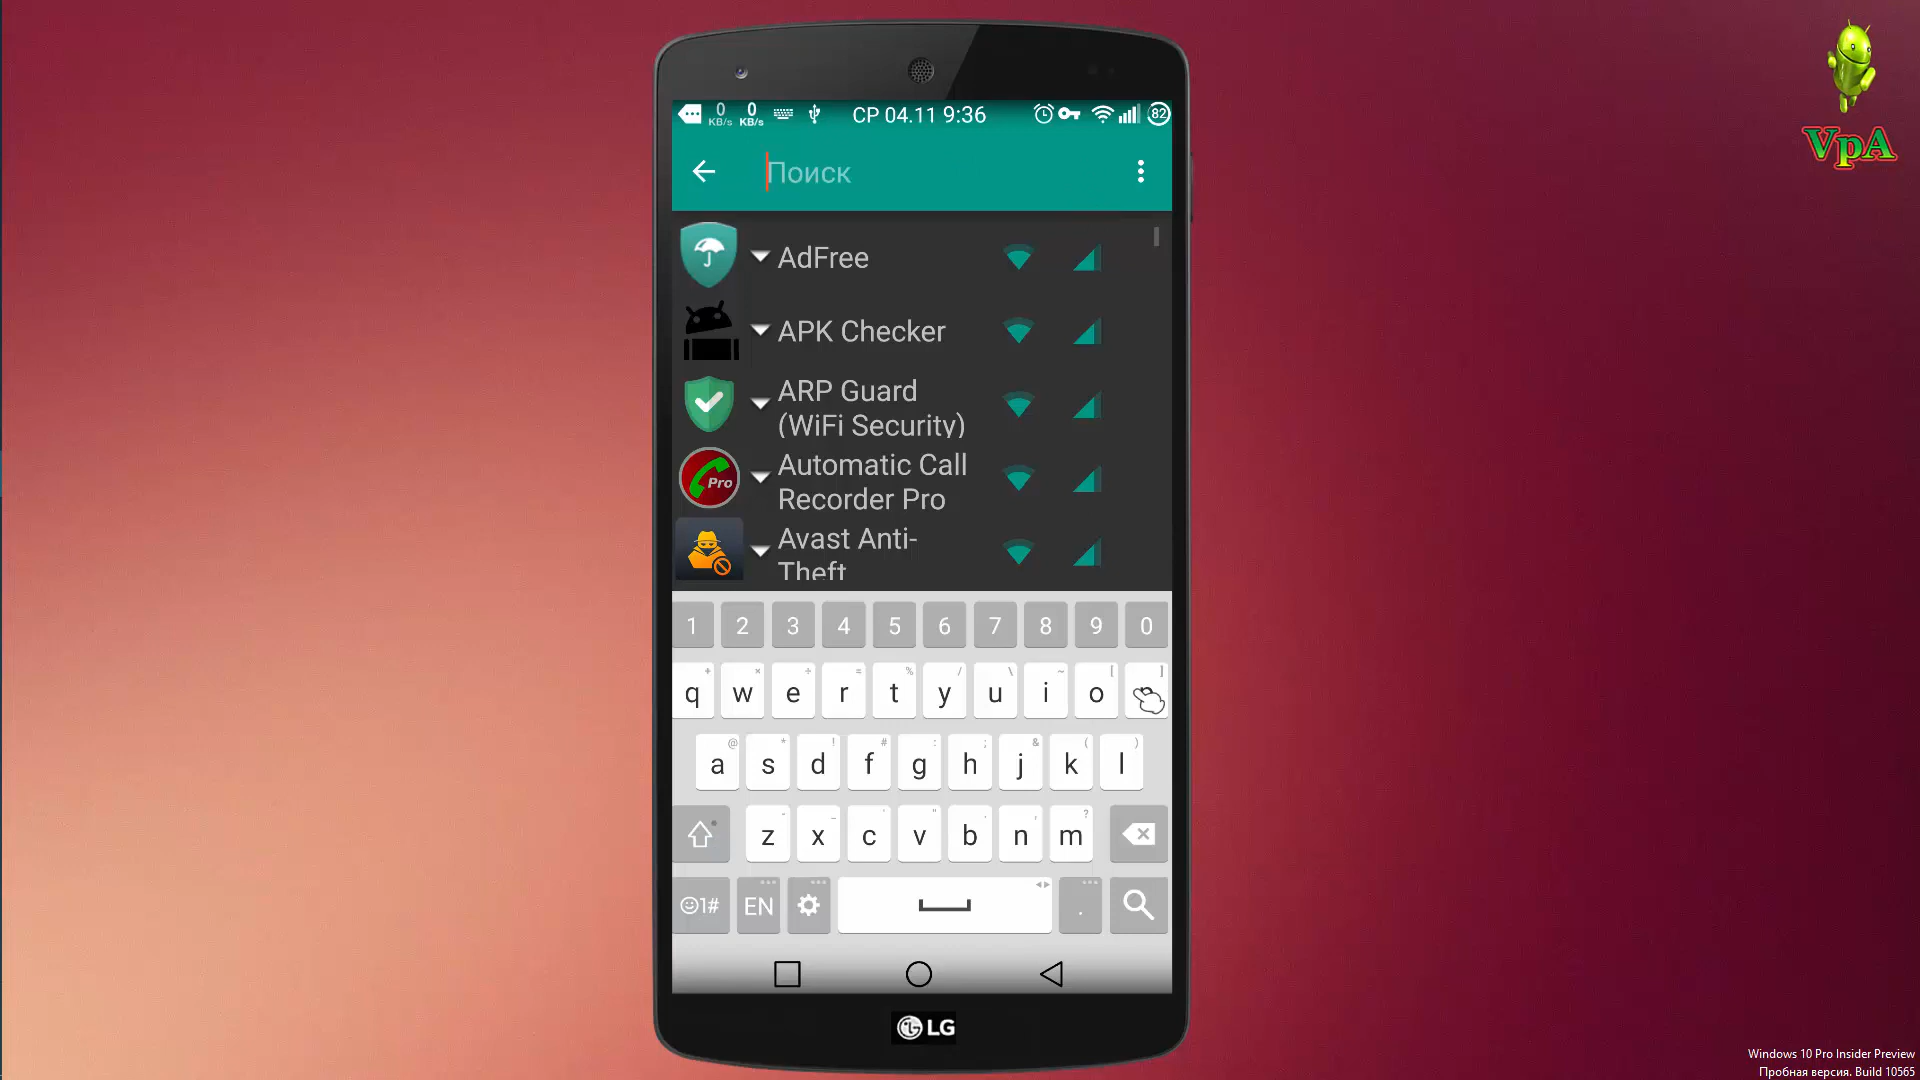 VpA
0 KB/s 0 KB/s СР 04.11 9:36 82
Поиск
AdFree
APK Checker
ARP Guard
(WiFi Security)
Pro
Automatic Call
Recorder Pro
Avast Anti-
Theft
1 2 3 4 5 6 7 8 9 0
q w e r t y u i o
a s d f g h j k l
z x c v b n m
1# EN .
LG
Windows 10 Pro Insider Preview
Пробная версия. Build 10565